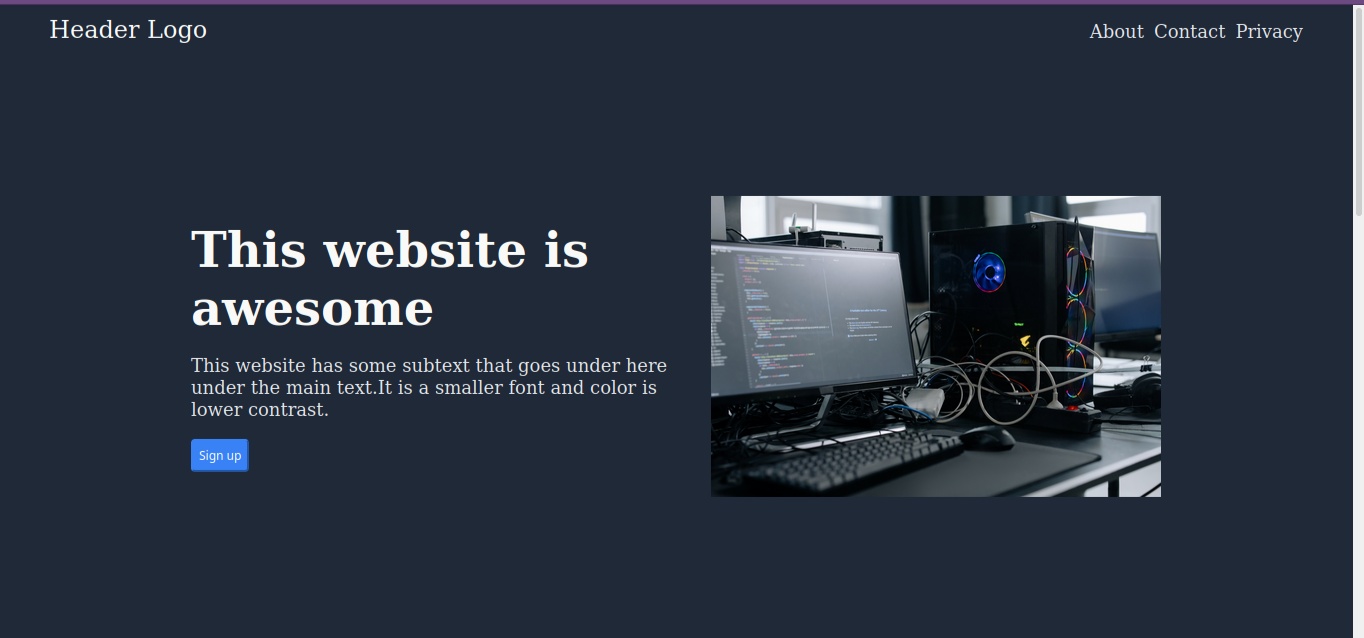 Header Logo
About Contact Privacy
This website is
awesome
This website has some subtext that goes under here
under the main text.It is a smaller font and color is
lower contrast.
Sign up